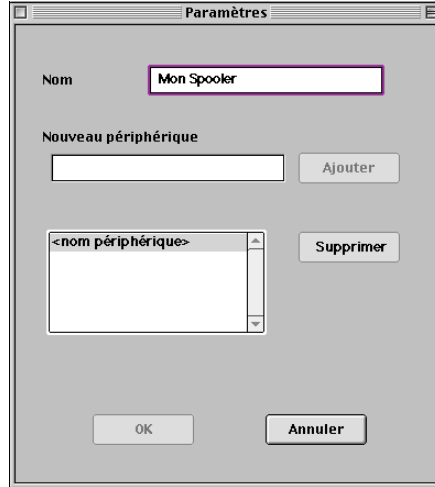 Paramètres
Nom
Mon Spooler
Nouveau périphérique
Ajouter
<nom périphérique>
Supprimer
OK
Annuler